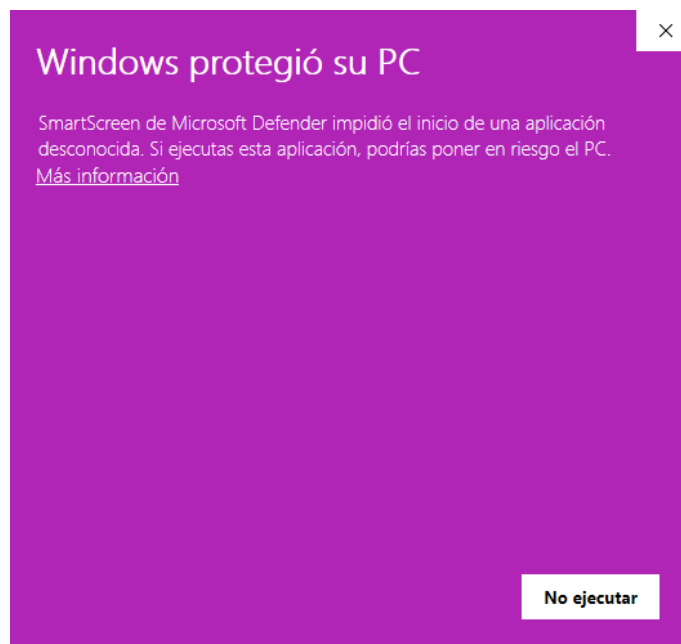 Windows protegió su PC
SmartScreen de Microsoft Defender impidió el inicio de una aplicación
desconocida. Si ejecutas esta aplicación, podrías poner en riesgo el PC.
Más información
No ejecutar